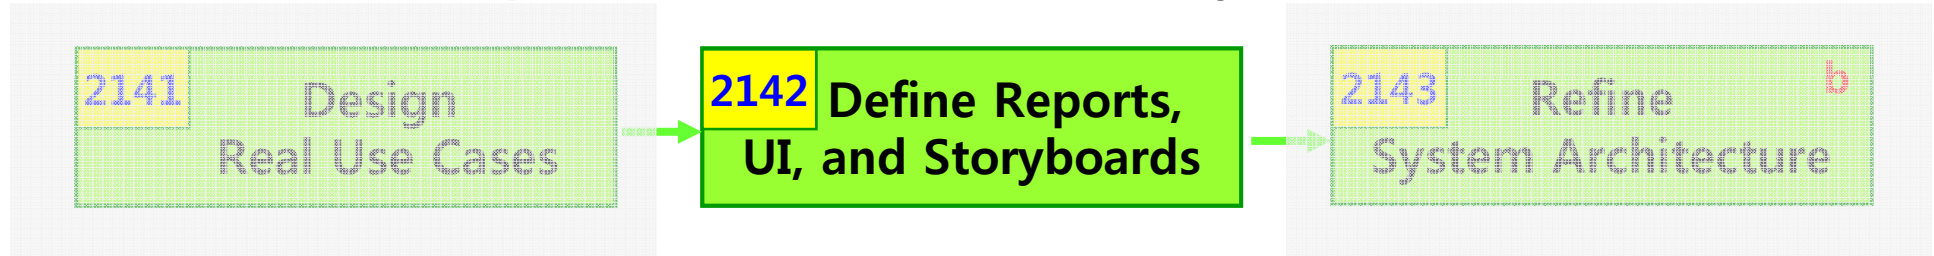 2141
Design
Real Use Cases
2142
Define Reports,
UI, and Storyboards
2143
Refine
b
System Architecture